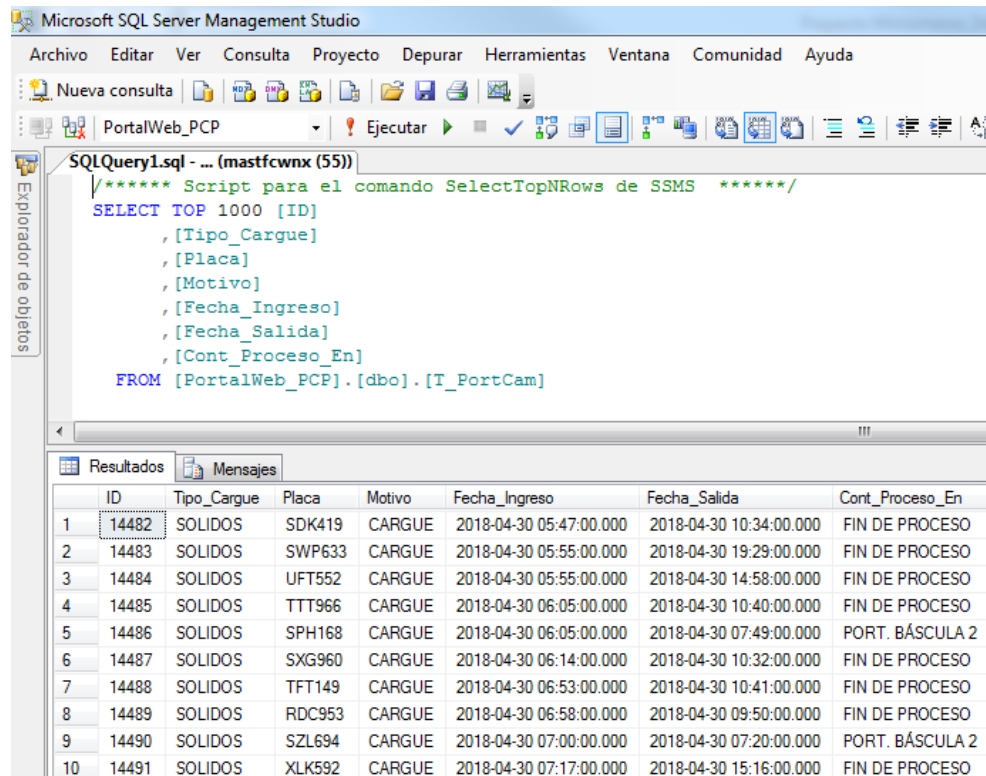 Microsoft SQL Server Management Studio
Archivo Editar Ver Consulta Proyecto Depurar Herramientas Ventana Comunidad Ayuda
Nueva consulta
PortalWeb_PCP Ejecutar
SQLQuery1.sql - ... (mastfcwnx (55))
Explorador de objetos
/****** Script para el comando SelectTopNRows de SSMS ******/
SELECT TOP 1000 [ID]
,[Tipo_Cargue]
,[Placa]
,[Motivo]
,[Fecha_Ingreso]
,[Fecha_Salida]
,[Cont_Proceso_En]
FROM [PortalWeb_PCP].[dbo].[T_PortCam]
Resultados Mensajes
ID Tipo_Cargue Placa Motivo Fecha_Ingreso Fecha_Salida Cont_Proceso_En
1 14482 SOLIDOS SDK419 CARGUE 2018-04-30 05:47:00.000 2018-04-30 10:34:00.000 FIN DE PROCESO
2 14483 SOLIDOS SWP633 CARGUE 2018-04-30 05:55:00.000 2018-04-30 19:29:00.000 FIN DE PROCESO
3 14484 SOLIDOS UFT552 CARGUE 2018-04-30 05:55:00.000 2018-04-30 14:58:00.000 FIN DE PROCESO
4 14485 SOLIDOS TTT966 CARGUE 2018-04-30 06:05:00.000 2018-04-30 10:40:00.000 FIN DE PROCESO
5 14486 SOLIDOS SPH168 CARGUE 2018-04-30 06:05:00.000 2018-04-30 07:49:00.000 PORT. BÁSCULA 2
6 14487 SOLIDOS SXG960 CARGUE 2018-04-30 06:14:00.000 2018-04-30 10:32:00.000 FIN DE PROCESO
7 14488 SOLIDOS TFT149 CARGUE 2018-04-30 06:53:00.000 2018-04-30 10:41:00.000 FIN DE PROCESO
8 14489 SOLIDOS RDC953 CARGUE 2018-04-30 06:58:00.000 2018-04-30 09:50:00.000 FIN DE PROCESO
9 14490 SOLIDOS SZL694 CARGUE 2018-04-30 07:00:00.000 2018-04-30 07:20:00.000 PORT. BÁSCULA 2
10 14491 SOLIDOS XLK592 CARGUE 2018-04-30 07:17:00.000 2018-04-30 15:16:00.000 FIN DE PROCESO